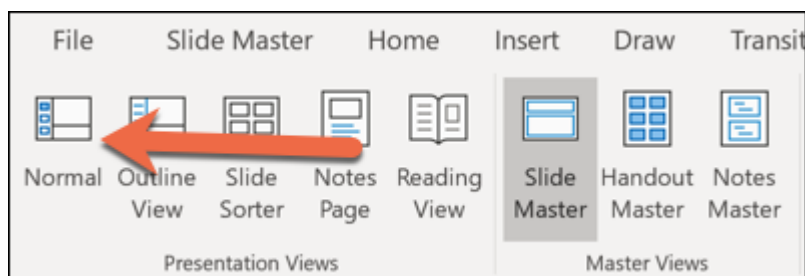 File Slide Master Home Insert Draw Transit
Normal Outline Slide Notes Reading Slide Handout Notes
View Sorter Page View Master Master Master
Presentation Views Master Views